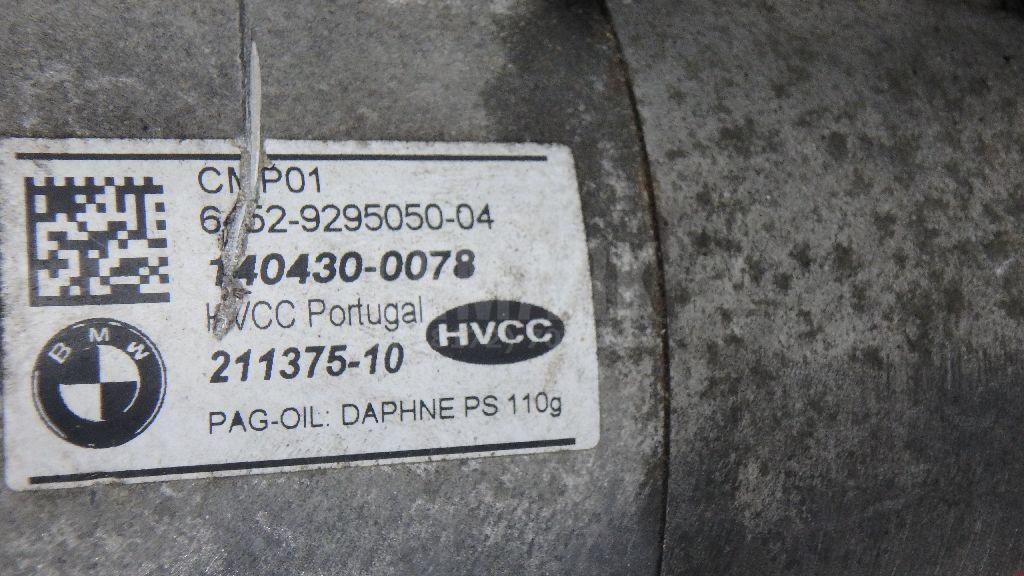 CMP01
6452-9295050-04
140430-0078
HVCC Portugal
HVCC
211375-10
BMW
PAG-OIL: DAPHNE PS 110g